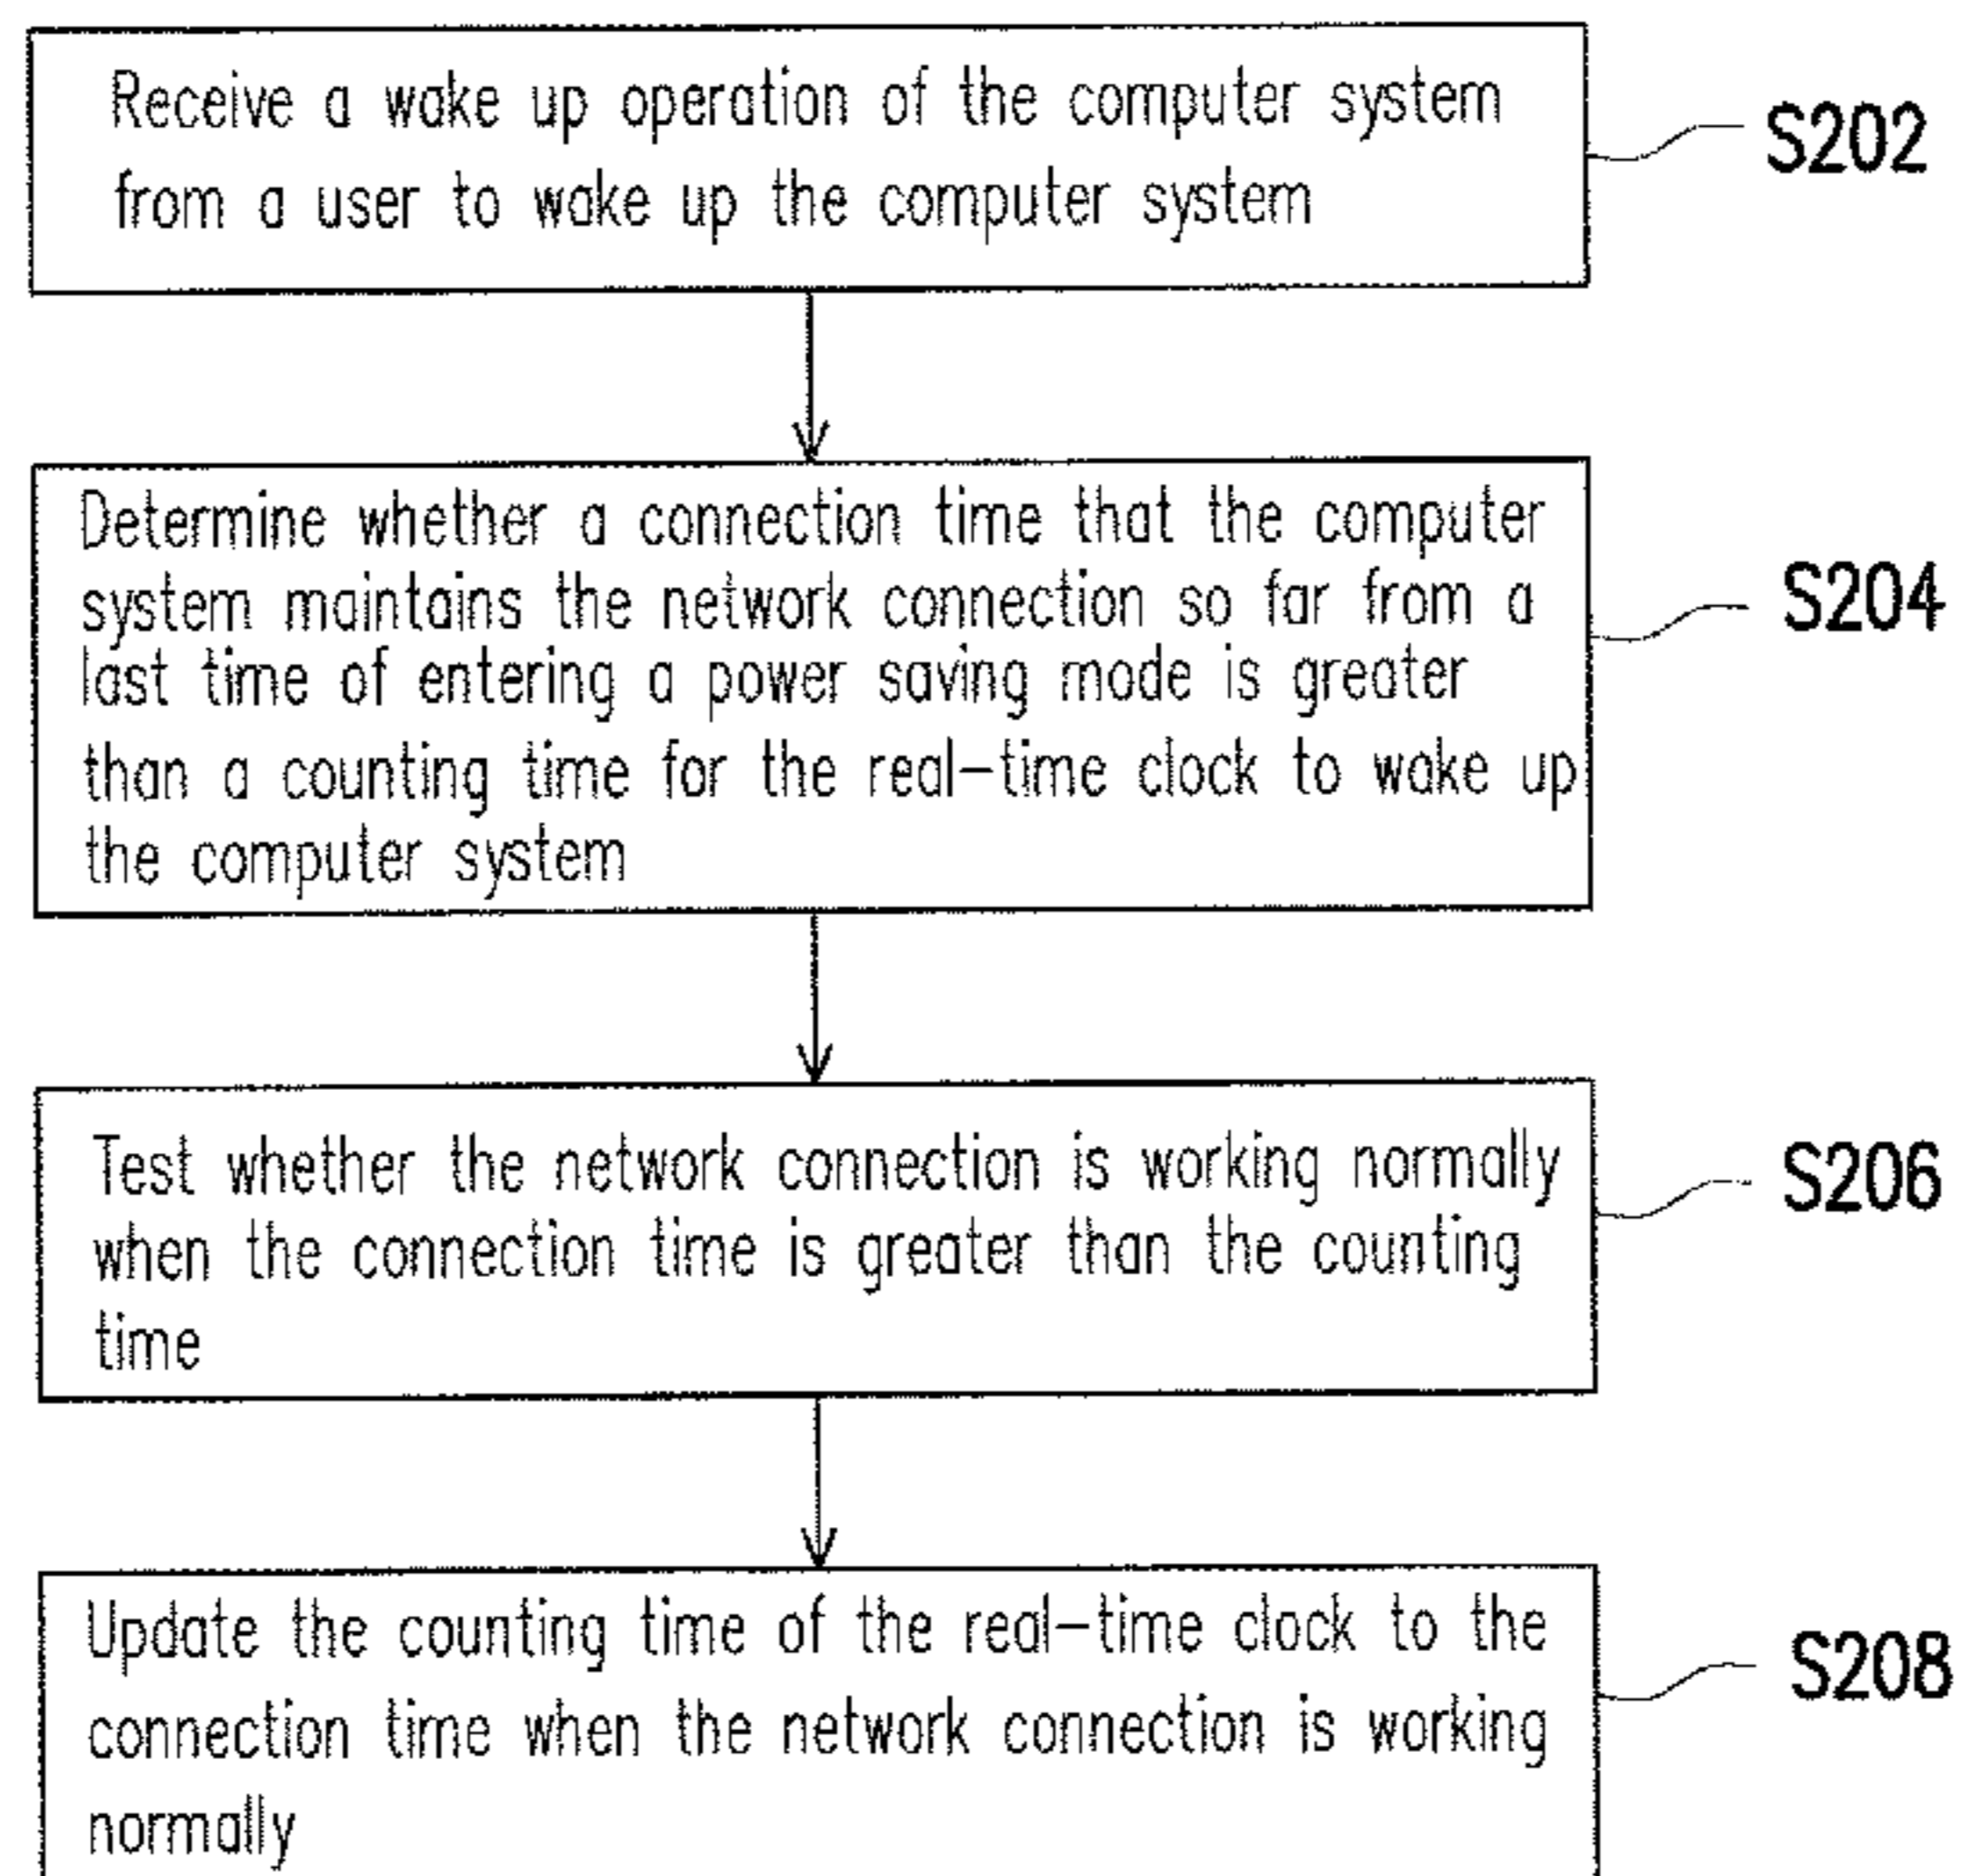 Receive a wake up operation of the computer system
from a user to wake up the computer system
S202
Determine whether a connection time that the computer
system maintains the network connection so far from a
last time of entering a power saving mode is greater
than a counting time for the real-time clock to wake up
the computer system
S204
Test whether the network connection is working normally
when the connection time is greater than the counting
time
S206
Update the counting time of the real-time clock to the
connection time when the network connection is working
normally
S208